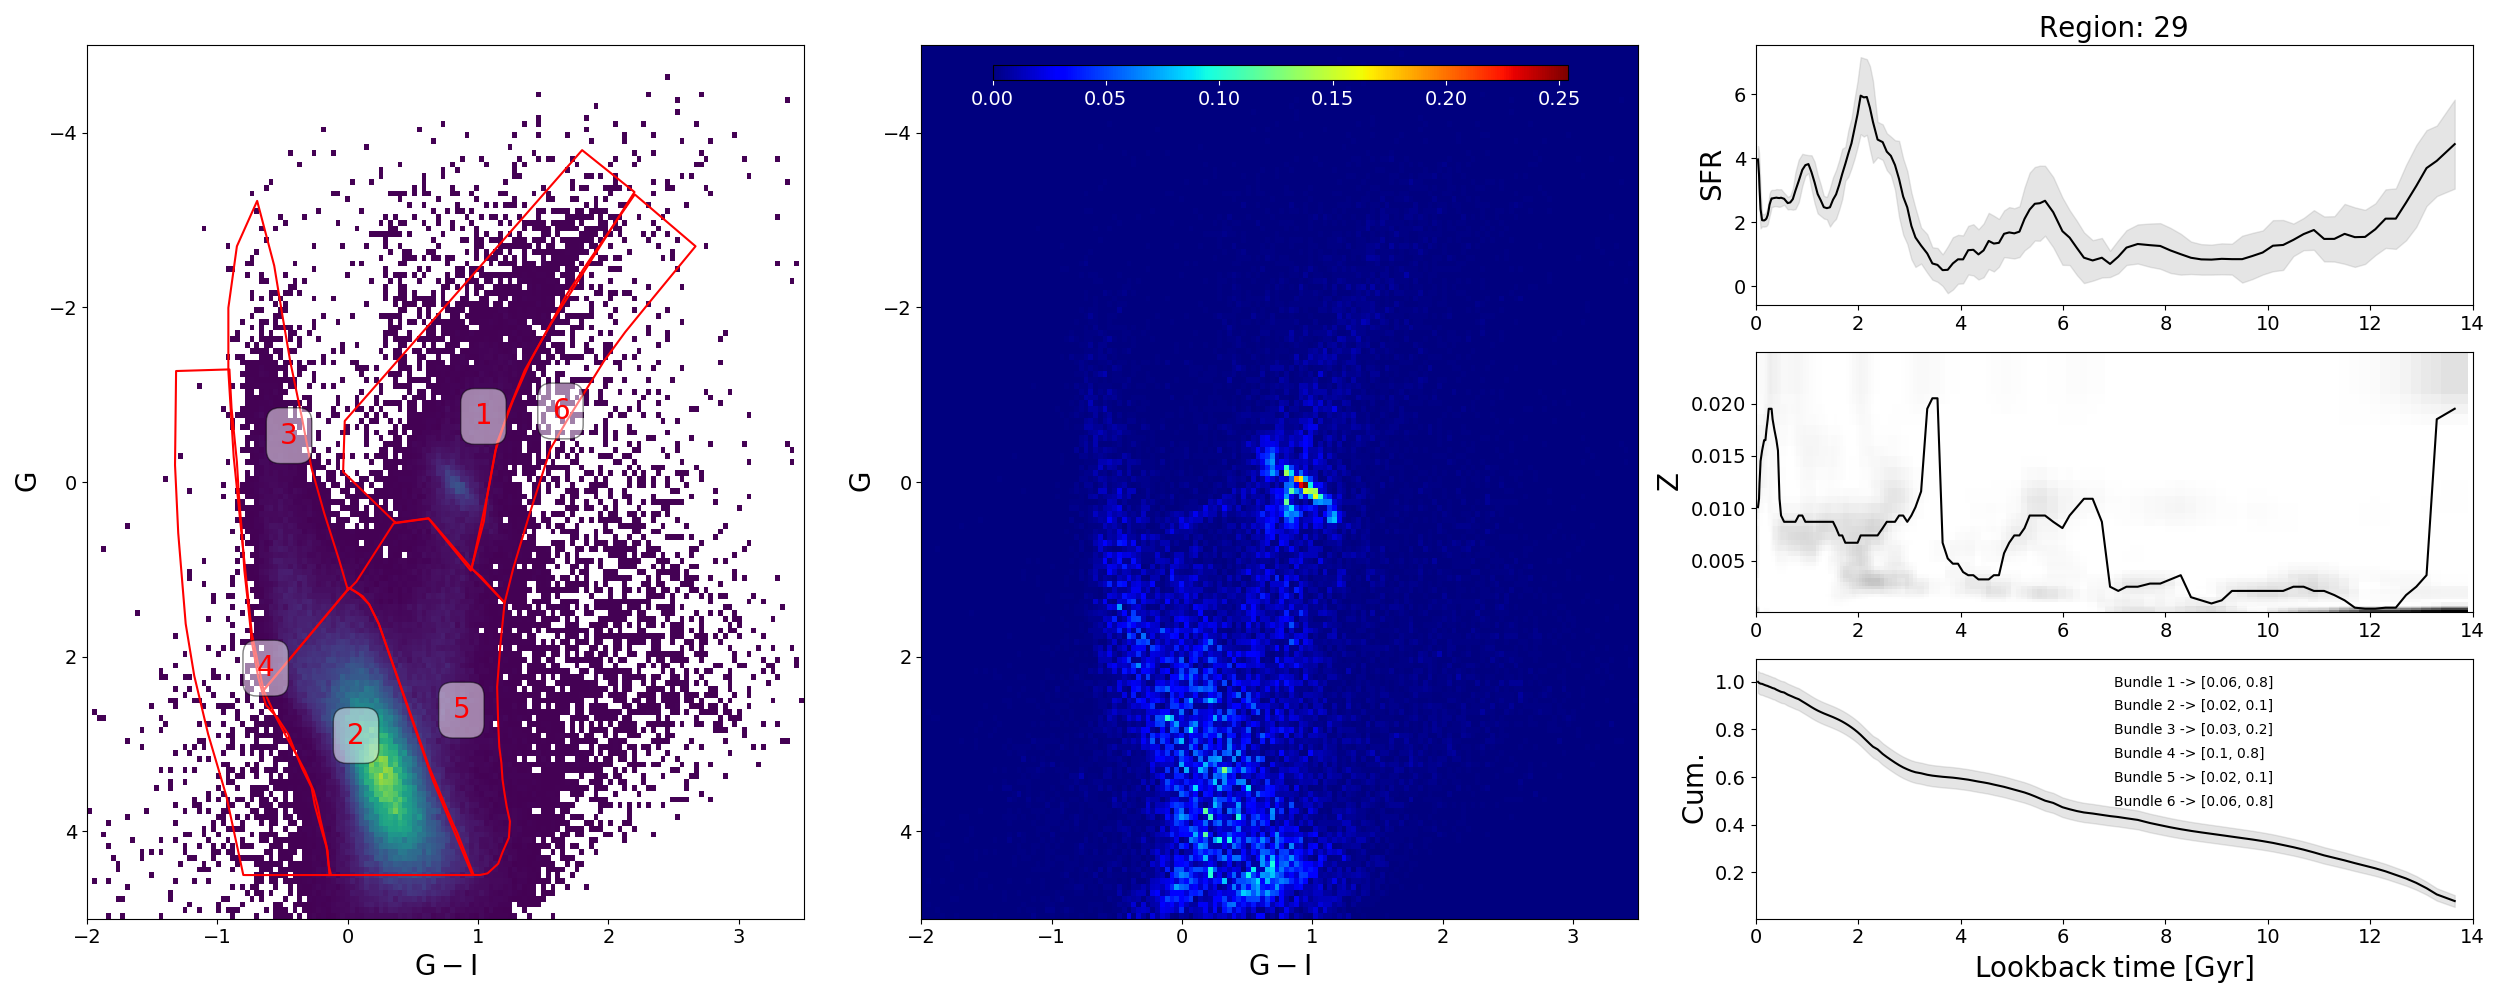 −4
−2
0
2
4
G
−2
−1
0
1
2
3
G − I
1
2
3
4
5
6
0.00
0.05
0.10
0.15
0.20
0.25
−4
−2
0
2
4
G
−2
−1
0
1
2
3
G − I
Region: 29
6
4
2
0
SFR
0 2 4 6 8 10 12 14
0.020
0.015
0.010
0.005
Z
0 2 4 6 8 10 12 14
1.0
0.8
0.6
0.4
0.2
Cum.
Bundle 1 -> [0.06, 0.8]
Bundle 2 -> [0.02, 0.1]
Bundle 3 -> [0.03, 0.2]
Bundle 4 -> [0.1, 0.8]
Bundle 5 -> [0.02, 0.1]
Bundle 6 -> [0.06, 0.8]
0 2 4 6 8 10 12 14
Lookback time [Gyr]